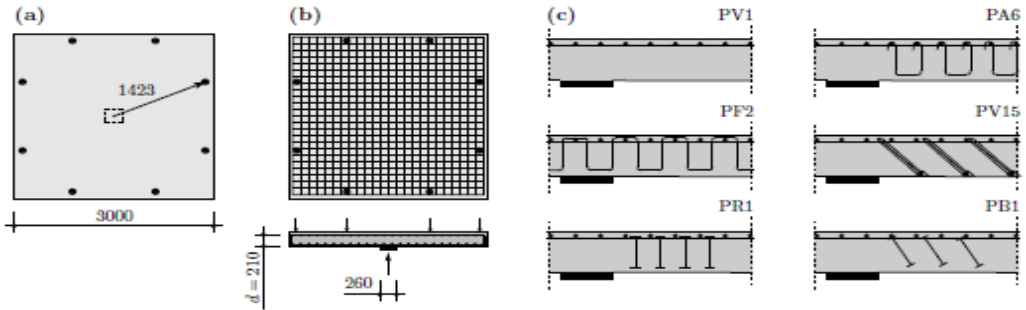 (a)
1423
3000
(b)
d = 210
260
(c)
PV1
PA6
PF2
PV15
PR1
PB1